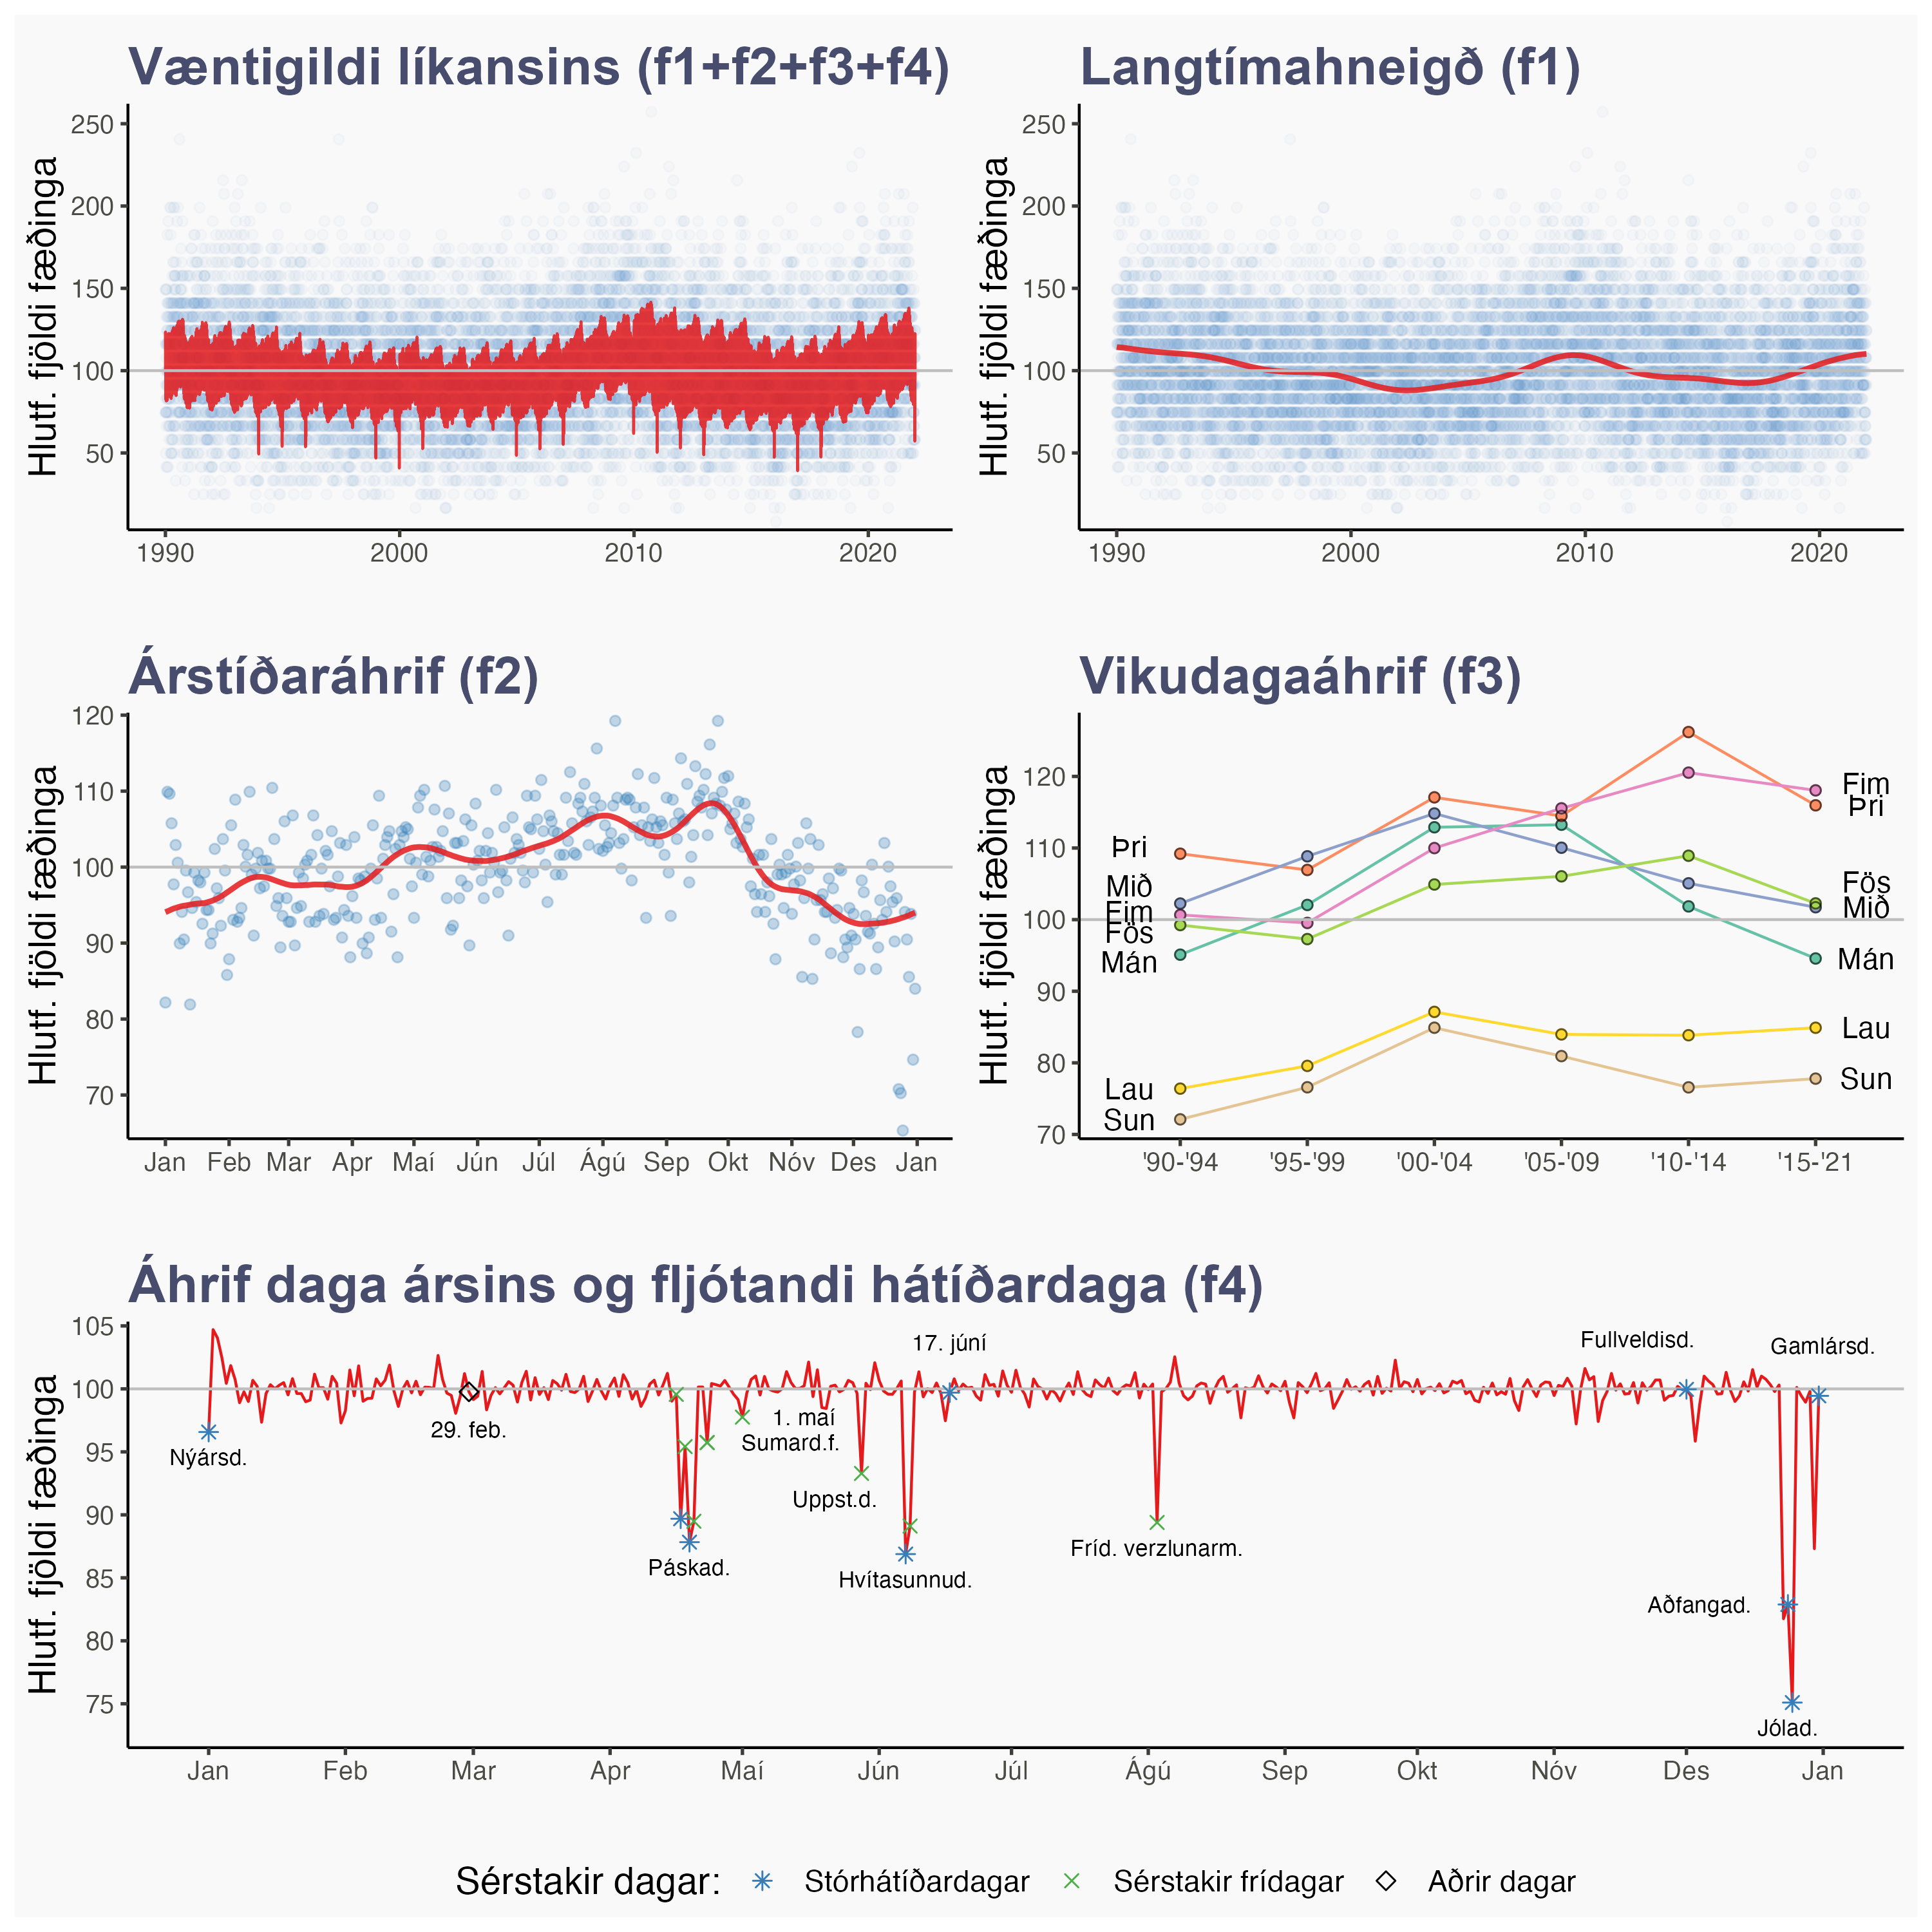 Væntigildi líkansins (f1+f2+f3+f4)
Hlutf. fjöldi fæðinga
250
200
150
100
50
1990 2000 2010 2020
Langtímahneigð (f1)
Hlutf. fjöldi fæðinga
250
200
150
100
50
1990 2000 2010 2020
Árstíðaráhrif (f2)
Hlutf. fjöldi fæðinga
120
110
100
90
80
70
Jan Feb Mar Apr Maí Jún Júl Ágú Sep Okt Nóv Des Jan
Vikudagaáhrif (f3)
Hlutf. fjöldi fæðinga
120
110
100
90
80
70
Þri
Mið
Fim
Fös
Mán
Lau
Sun
Fim
Þri
Fös
Mið
Mán
Lau
Sun
'90-'94 '95-'99 '00-'04 '05-'09 '10-'14 '15-'21
Áhrif daga ársins og fljótandi hátíðardaga (f4)
Hlutf. fjöldi fæðinga
105
100
95
90
85
80
75
Nýársd.
29. feb.
Páskad.
1. maí
Sumard.f.
Uppst.d.
Hvítasunnud.
17. júní
Fríd. verzlunarm.
Fullveldisd.
Gamlársd.
Aðfangad.
Jólad.
Jan Feb Mar Apr Maí Jún Júl Ágú Sep Okt Nóv Des Jan
Sérstakir dagar: Stórhátíðardagar Sérstakir frídagar Aðrir dagar